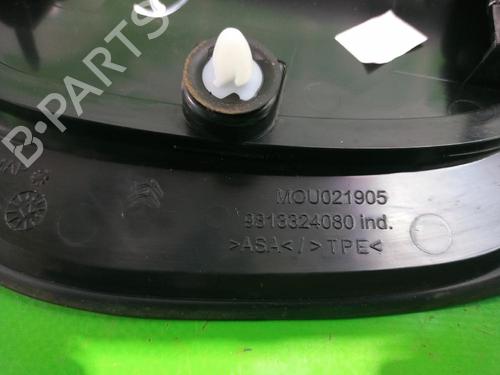 B-PARTS
MOU021905
9813324080 ind.
>ASA</>TPE<